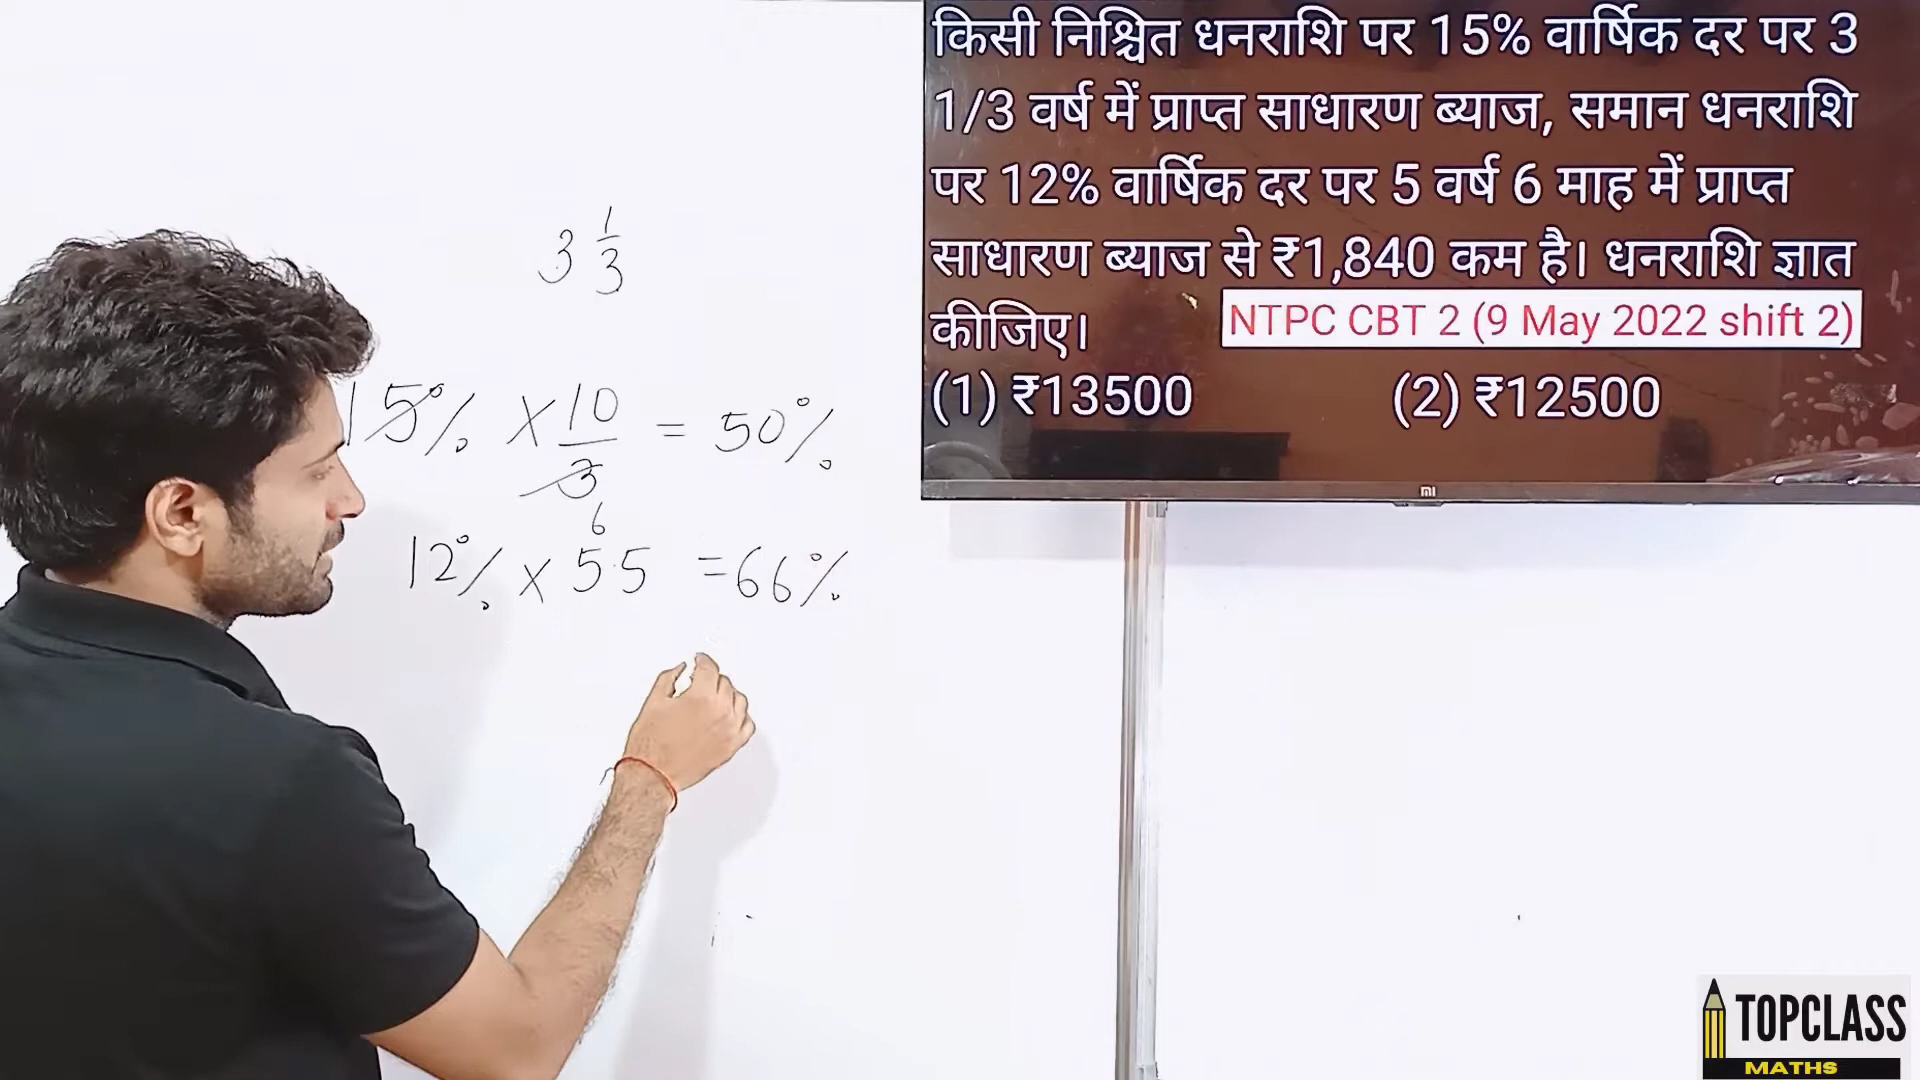 किसी निश्चित धनराशि पर 15% वार्षिक दर पर 3
1/3 वर्ष में प्राप्त साधारण ब्याज, समान धनराशि
पर 12% वार्षिक दर पर 5 वर्ष 6 माह में प्राप्त
साधारण ब्याज से ₹1,840 कम है। धनराशि ज्ञात
कीजिए।
NTPC CBT 2 (9 May 2022 shift 2)
(1) ₹13500 (2) ₹12500
mi
3 1/3
15% × 10/3 = 50%
6
12% × 5.5 = 66%
TOPCLASS
MATHS